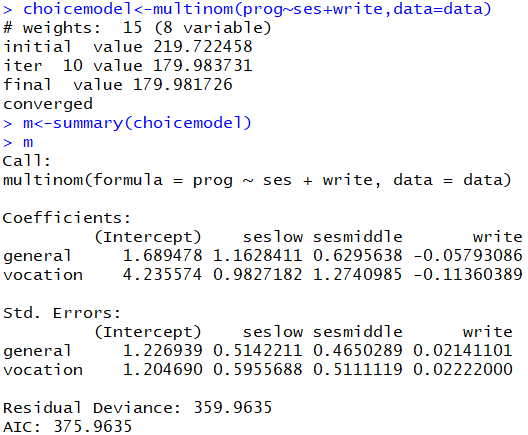 > choicemodel<-multinom(prog~ses+write,data=data)
# weights:  15 (8 variable)
initial  value 219.722458
iter  10 value 179.983731
final  value 179.981726
converged
> m<-summary(choicemodel)
> m
Call:
multinom(formula = prog ~ ses + write, data = data)

Coefficients:
         (Intercept)    seslow sesmiddle       write
general     1.689478 1.1628411 0.6295638 -0.05793086
vocation    4.235574 0.9827182 1.2740985 -0.11360389

Std. Errors:
         (Intercept)    seslow sesmiddle      write
general     1.226939 0.5142211 0.4650289 0.02141101
vocation    1.204690 0.5955688 0.5111119 0.02222000

Residual Deviance: 359.9635
AIC: 375.9635